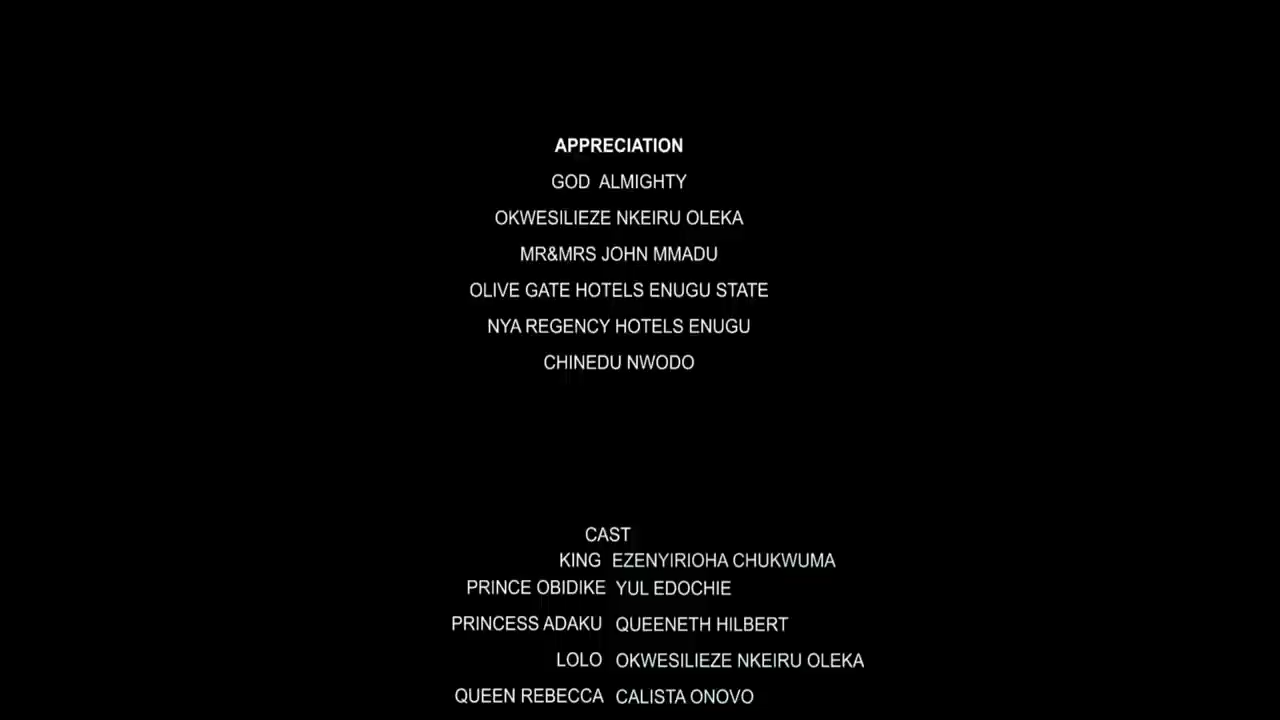 APPRECIATION
GOD ALMIGHTY
OKWESILIEZE NKEIRU OLEKA
MR&MRS JOHN MMADU
OLIVE GATE HOTELS ENUGU STATE
NYA REGENCY HOTELS ENUGU
CHINEDU NWODO
CAST
KING EZENYIRIOHA CHUKWUMA
PRINCE OBIDIKE YUL EDOCHIE
PRINCESS ADAKU QUEENETH HILBERT
LOLO OKWESILIEZE NKEIRU OLEKA
QUEEN REBECCA CALISTA ONOVO